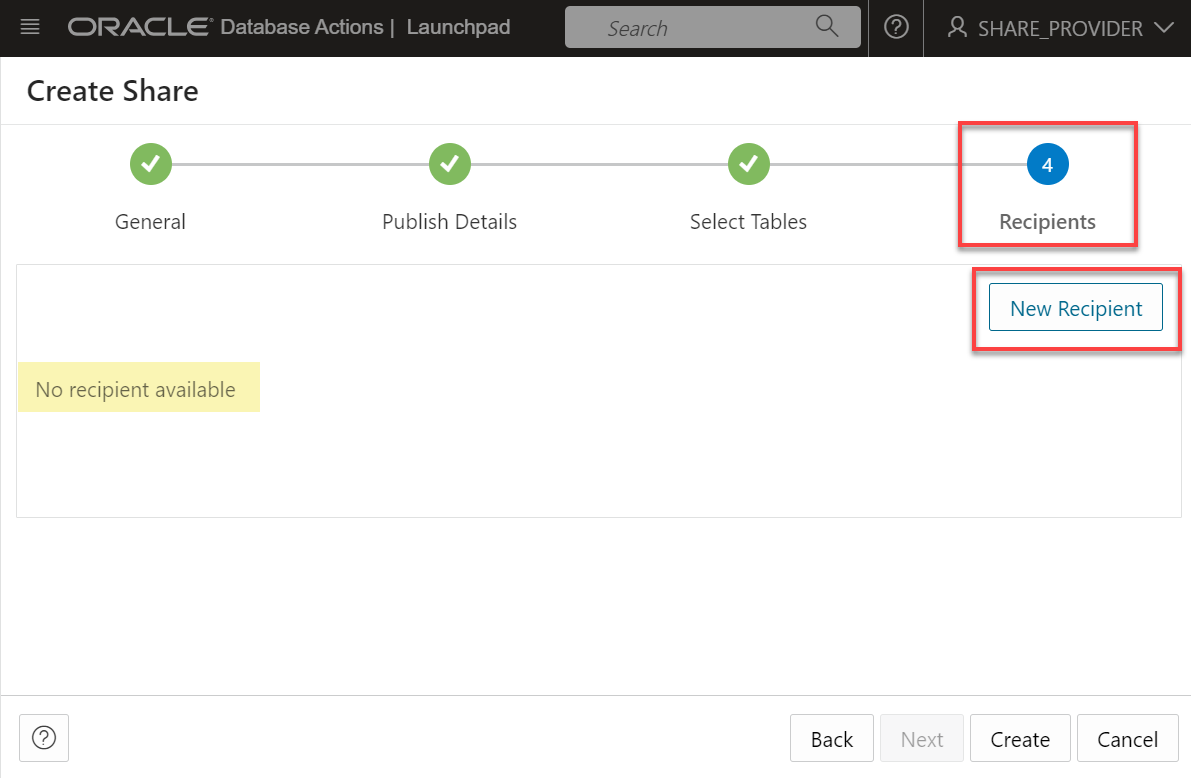 ORACLE Database Actions | Launchpad Search SHARE_PROVIDER
Create Share
4
General Publish Details Select Tables Recipients
New Recipient
No recipient available
Back Next Create Cancel